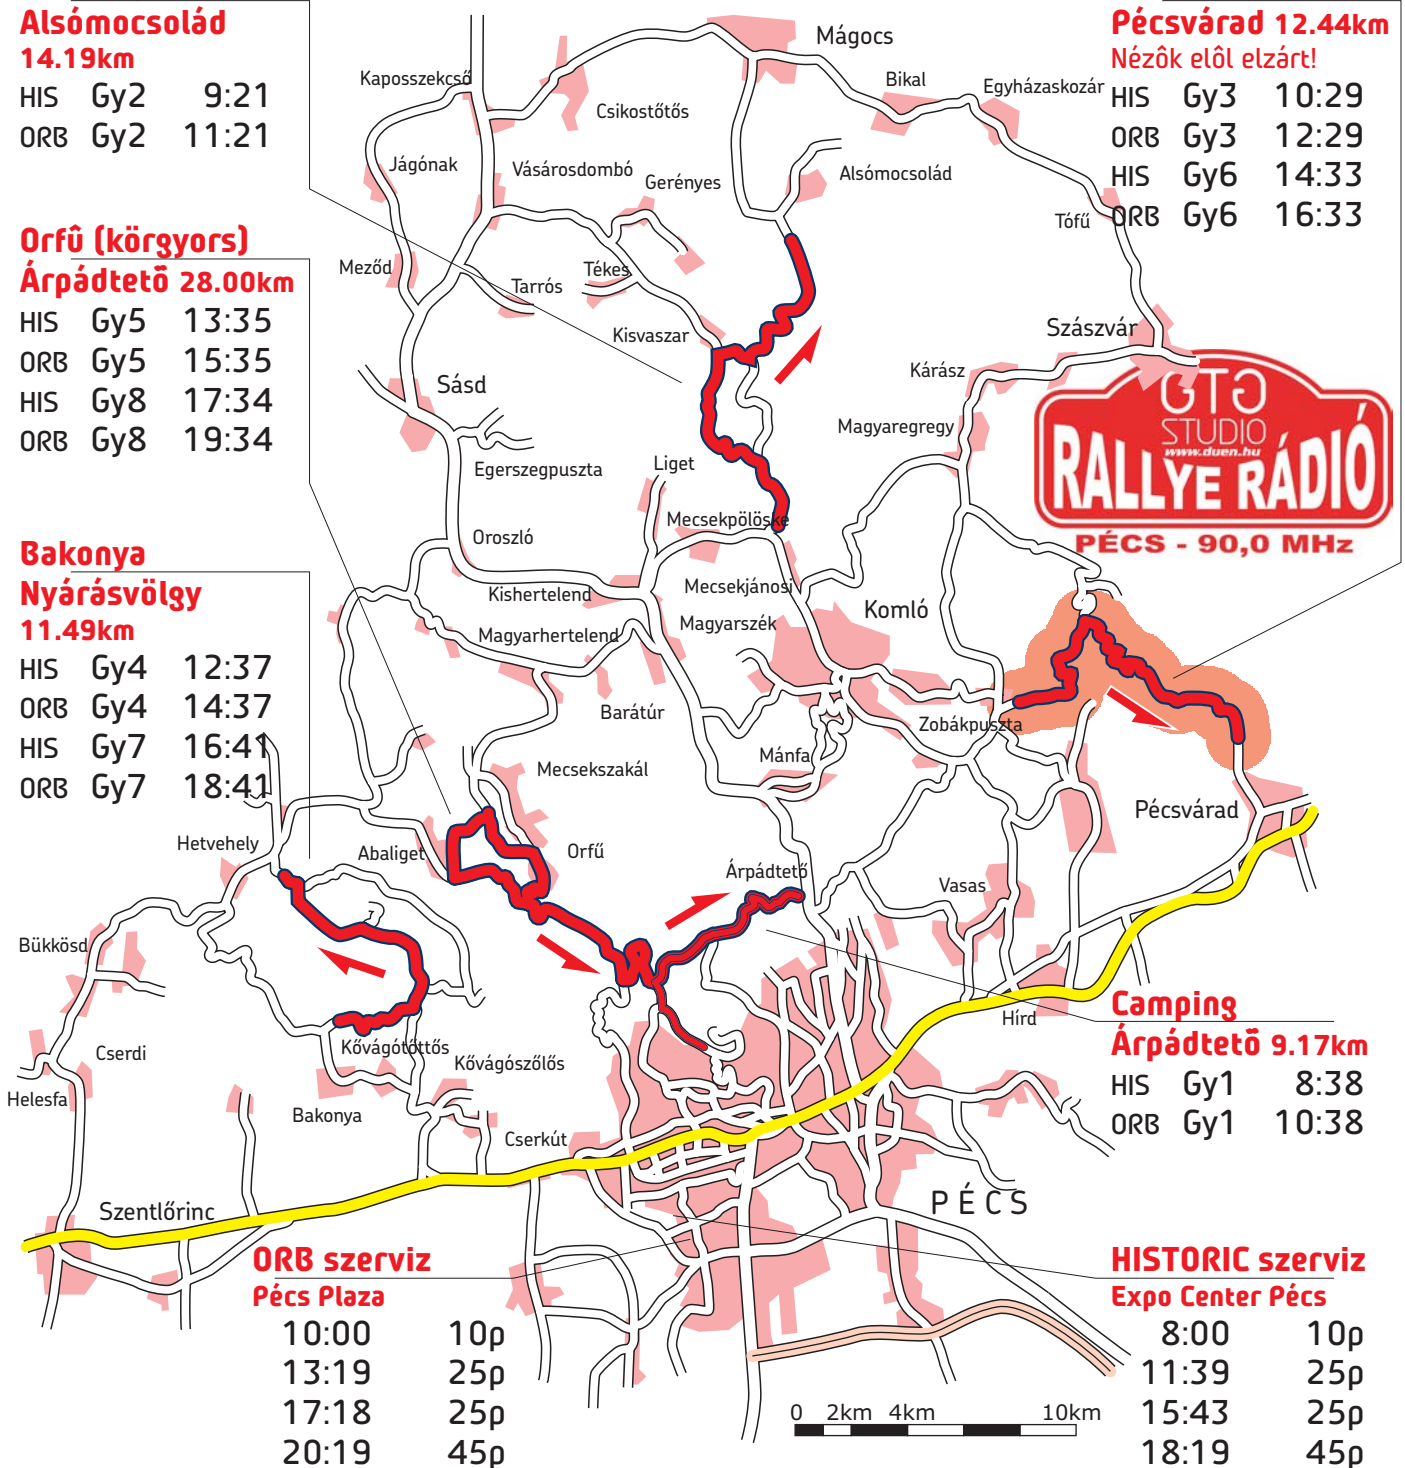 Alsómocsolád
14.19km
HIS Gy2 9:21
ORB Gy2 11:21
Orfû (körgyors)
Árpádtetõ 28.00km
HIS Gy5 13:35
ORB Gy5 15:35
HIS Gy8 17:34
ORB Gy8 19:34
Bakonya
Nyárásvölgy
11.49km
HIS Gy4 12:37
ORB Gy4 14:37
HIS Gy7 16:41
ORB Gy7 18:41
Pécsvárad 12.44km
Nézôk elôl elzárt!
HIS Gy3 10:29
ORB Gy3 12:29
HIS Gy6 14:33
ORB Gy6 16:33
GTG
STUDIO
www.duen.hu
RALLYE RÁDIÓ
PÉCS - 90,0 MHz
Mágocs
Kaposszekcső
Csikostőtős
Bikal
Egyházaskozár
Jágónak
Vásárosdombó
Gerényes
Alsómocsolád
Tófű
Meződ
Tékes
Tarrós
Kisvaszar
Szászvár
Sásd
Kárász
Magyaregregy
Egerszegpuszta
Liget
Mecsekpölöske
Oroszló
Kishertelend
Mecsekjánosi
Komló
Magyarhertelend
Magyarszék
Barátúr
Zobákpuszta
Mánfa
Mecsekszakál
Pécsvárad
Hetvehely
Abaliget
Orfű
Árpádtető
Vasas
Bükkösd
Hírd
Cserdi
Kővágótőttős
Kővágószőlős
Helesfa
Bakonya
Cserkút
Szentlőrinc
PÉCS
Camping
Árpádtetõ 9.17km
HIS Gy1 8:38
ORB Gy1 10:38
ORB szerviz
Pécs Plaza
10:00 10p
13:19 25p
17:18 25p
20:19 45p
HISTORIC szerviz
Expo Center Pécs
8:00 10p
11:39 25p
15:43 25p
18:19 45p
0 2km 4km 10km